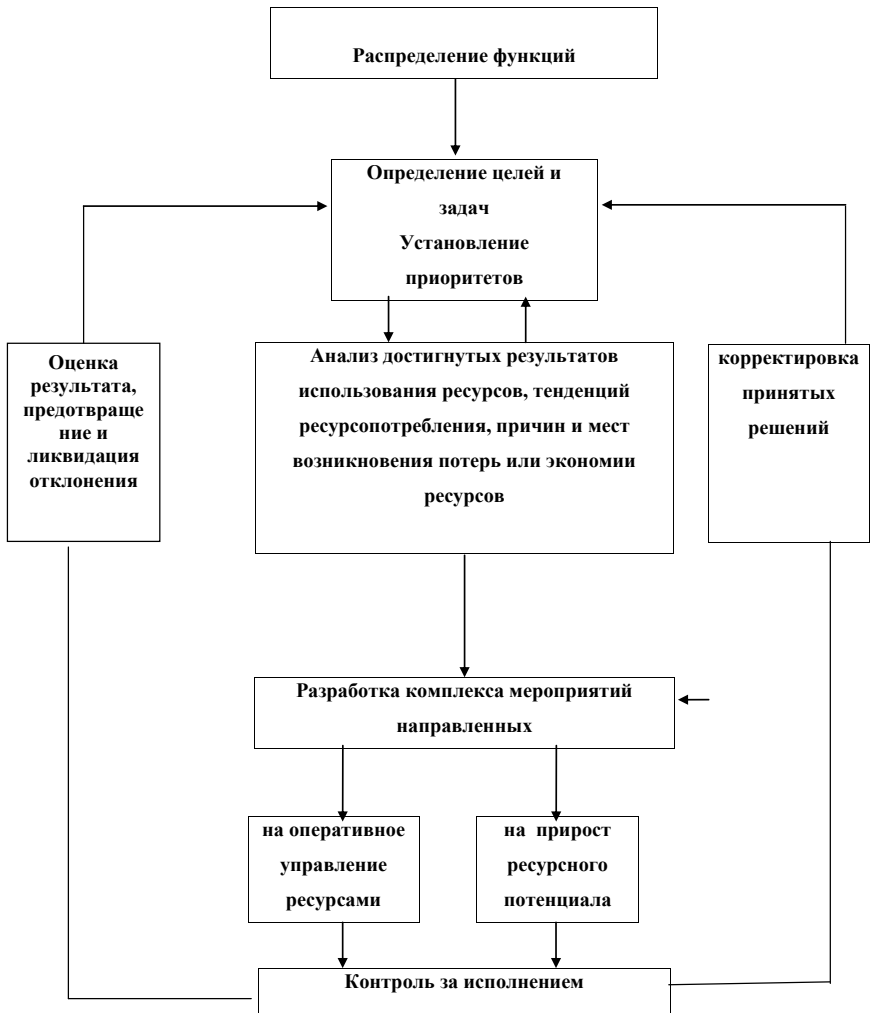 Распределение функций
Определение целей и
задач
Установление
приоритетов
Оценка
результата,
предотвраще
ние и
ликвидация
отклонения
Анализ достигнутых результатов
использования ресурсов, тенденций
ресурсопотребления, причин и мест
возникновения потерь или экономии
ресурсов
корректировка
принятых
решений
Разработка комплекса мероприятий
направленных
на оперативное
управление
ресурсами
на прирост
ресурсного
потенциала
Контроль за исполнением